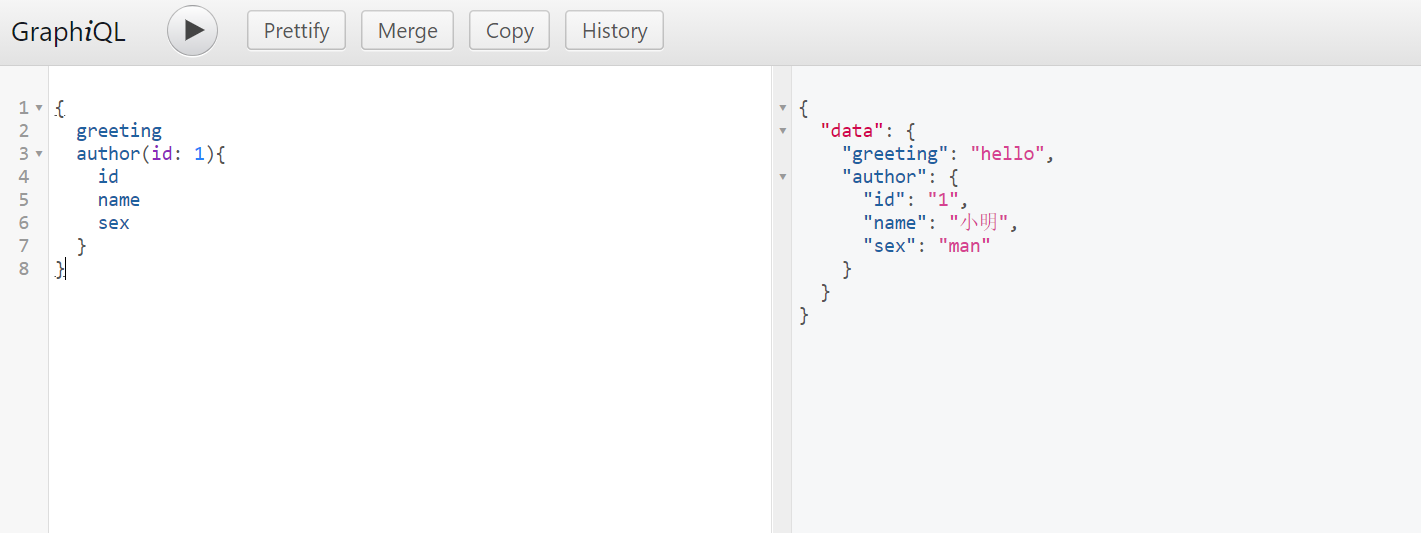 GraphiQL Prettify Merge Copy History
1 {
2   greeting
3   author(id: 1){
4     id
5     name
6     sex
7   }
8 }
{
  "data": {
    "greeting": "hello",
    "author": {
      "id": "1",
      "name": "小明",
      "sex": "man"
    }
  }
}